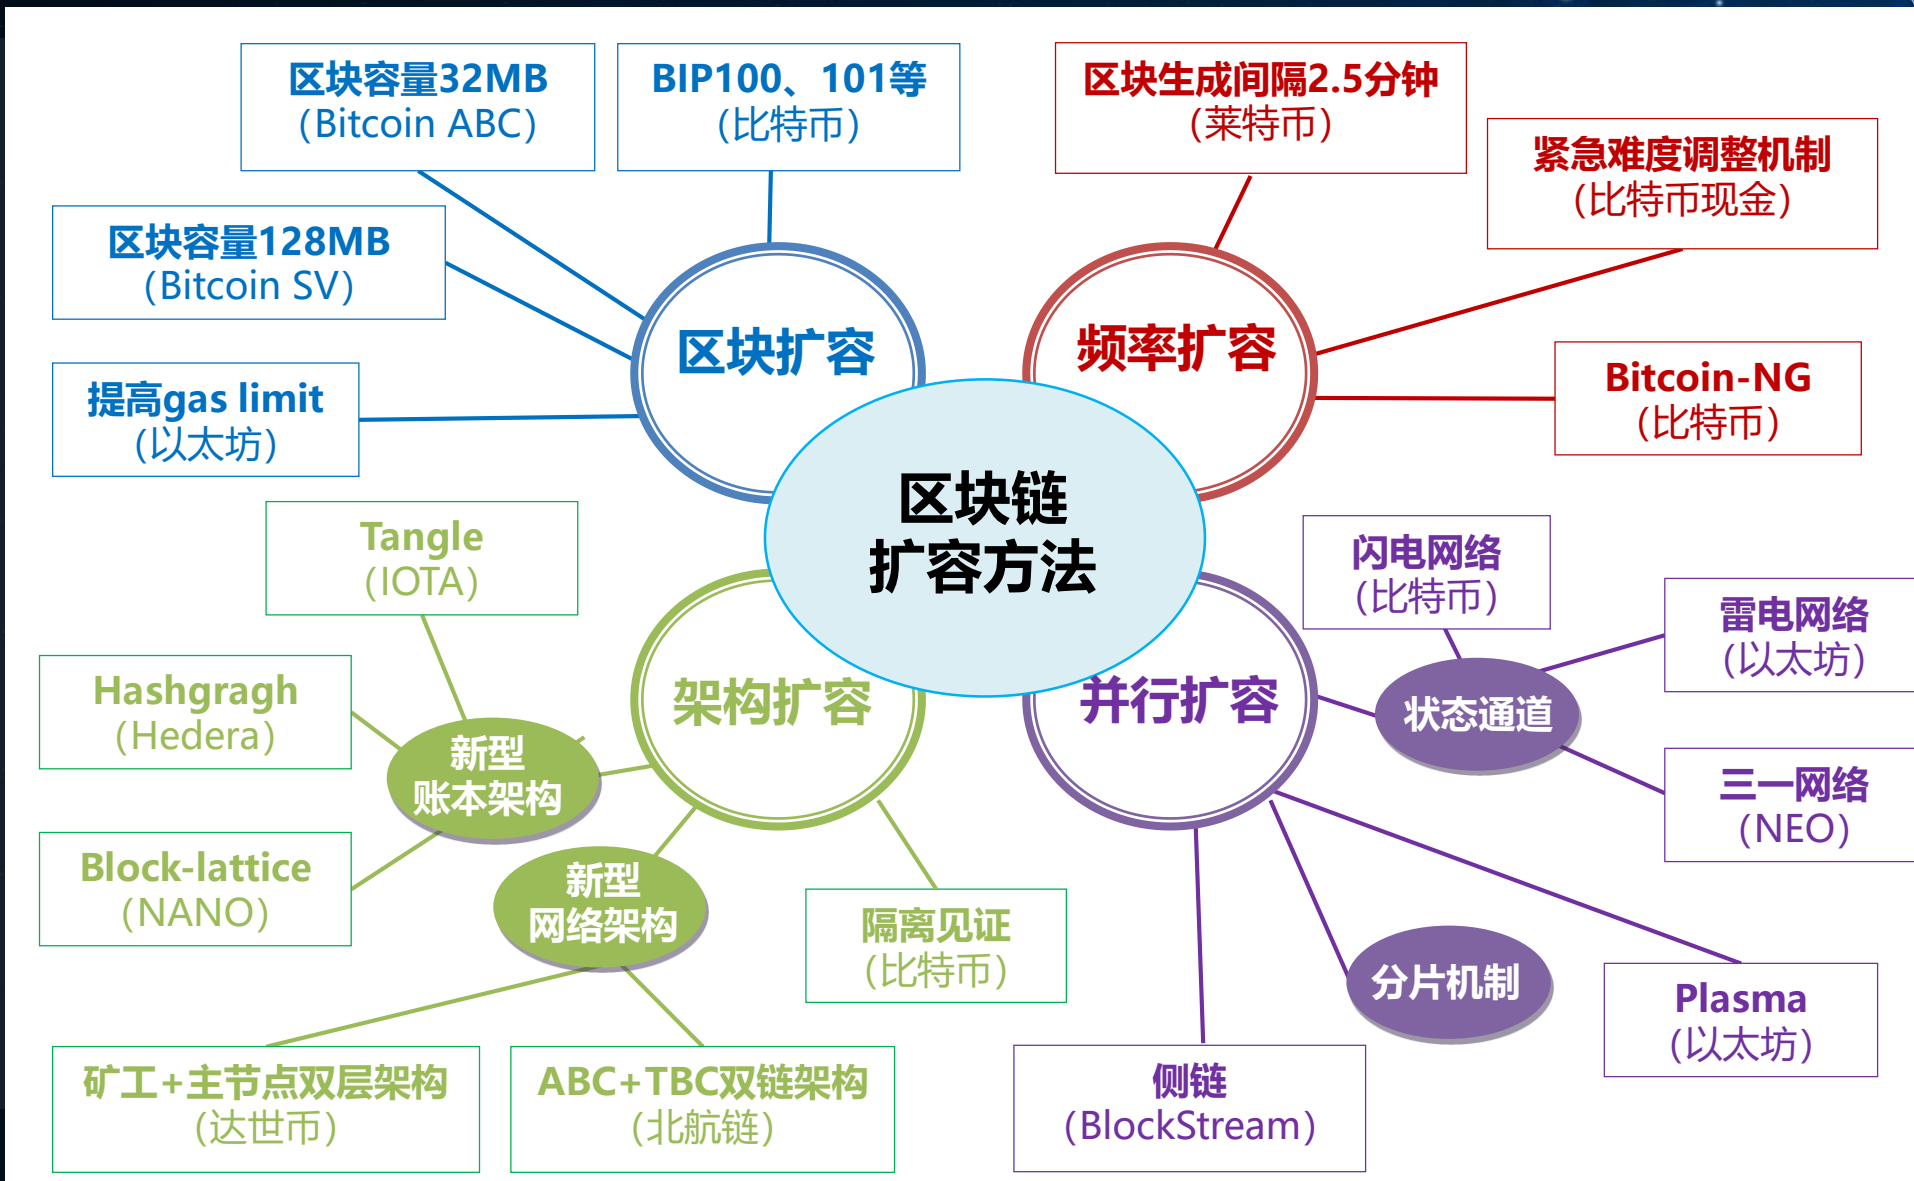 区块容量32MB
（Bitcoin ABC）
BIP100、101等
（比特币）
区块生成间隔2.5分钟
（莱特币）
紧急难度调整机制
（比特币现金）
区块容量128MB
（Bitcoin SV）
区块扩容
频率扩容
提高gas limit
（以太坊）
Bitcoin-NG
（比特币）
区块链
扩容方法
Tangle
（IOTA）
闪电网络
（比特币）
雷电网络
（以太坊）
Hashgragh
（Hedera）
架构扩容
并行扩容
状态通道
新型
账本架构
三一网络
（NEO）
Block-lattice
（NANO）
新型
网络架构
隔离见证
（比特币）
分片机制
Plasma
（以太坊）
矿工+主节点双层架构
（达世币）
ABC+TBC双链架构
（北航链）
侧链
（BlockStream）